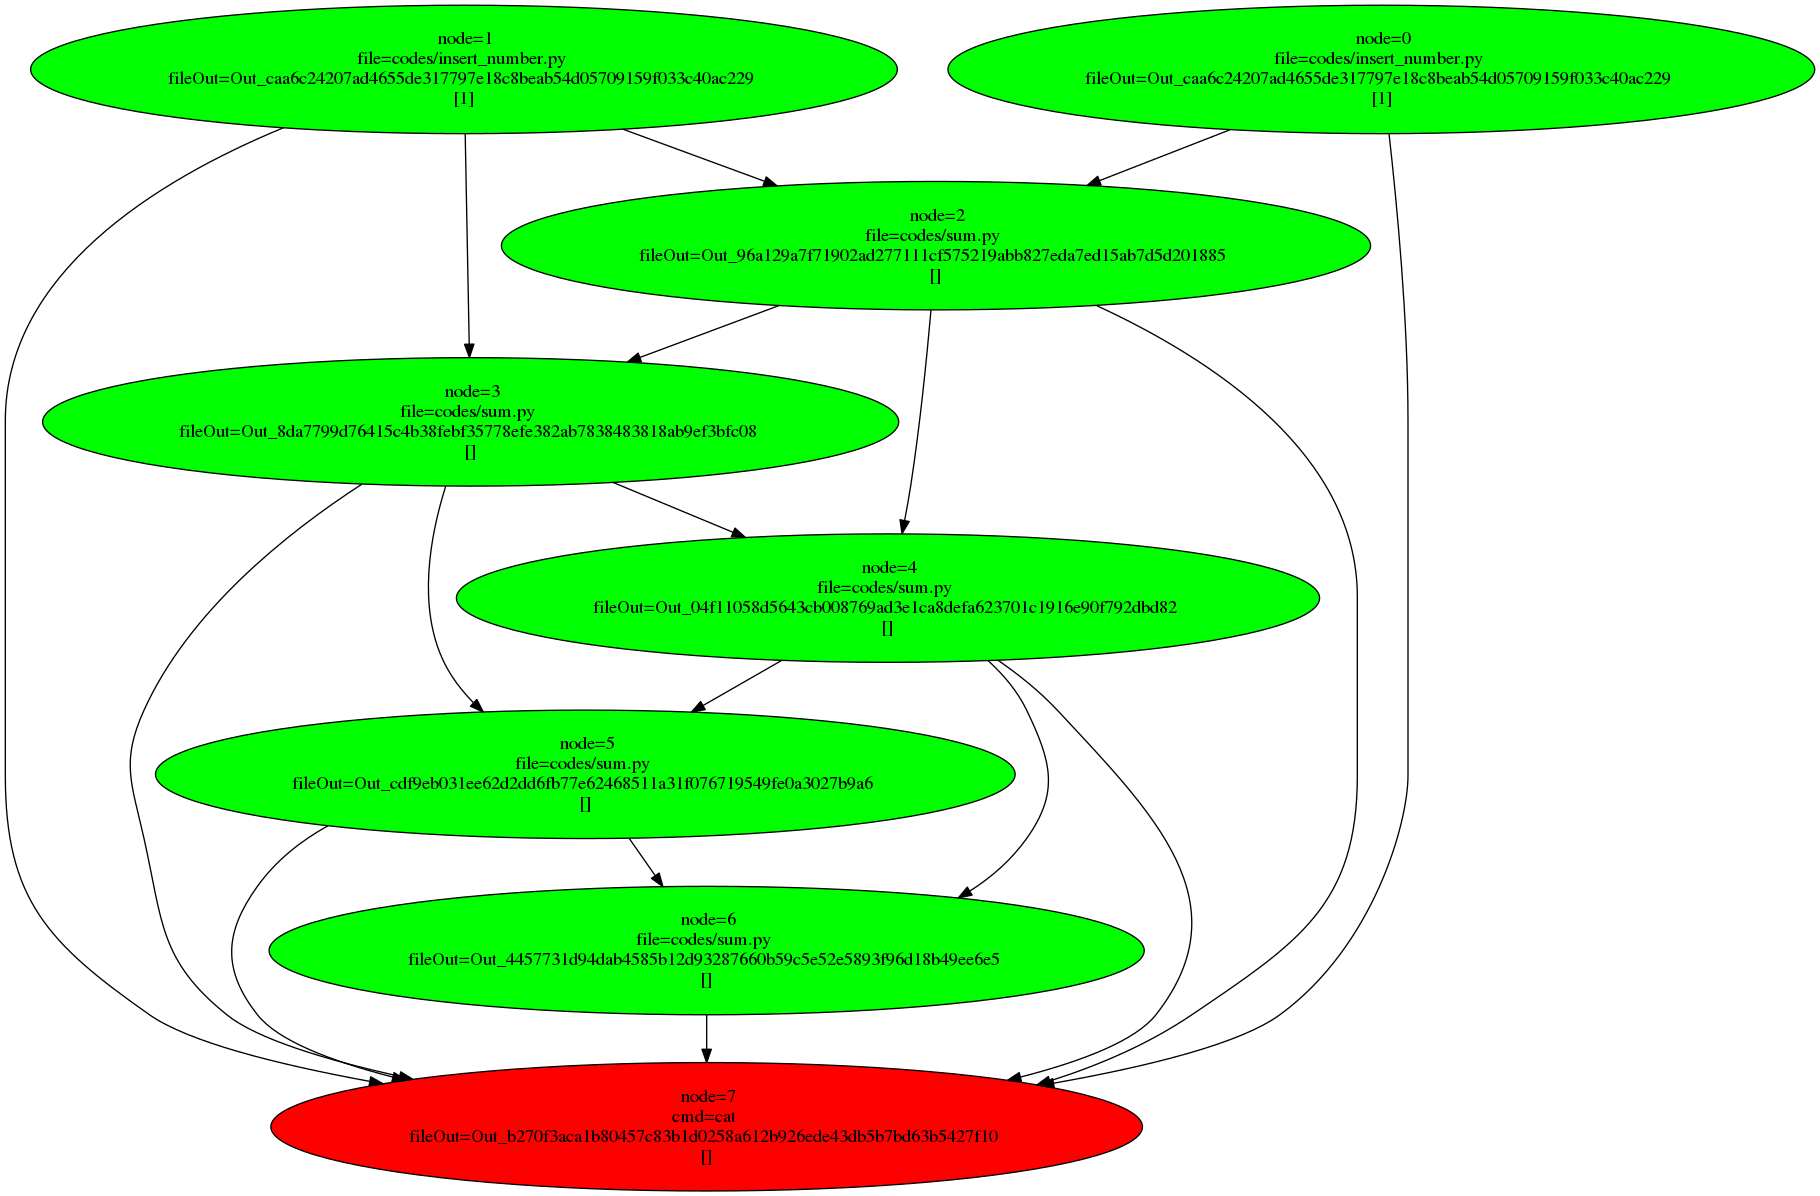 node=1
file=codes/insert_number.py
fileOut=Out_caa6c24207ad4655de317797e18c8beab54d05709159f033c40ac229
[1]
node=0
file=codes/insert_number.py
fileOut=Out_caa6c24207ad4655de317797e18c8beab54d05709159f033c40ac229
[1]
node=2
file=codes/sum.py
fileOut=Out_96a129a7f71902ad277111cf575219abb827eda7ed15ab7d5d201885
[]
node=3
file=codes/sum.py
fileOut=Out_8da7799d76415c4b38febf35778efe382ab7838483818ab9ef3bfc08
[]
node=4
file=codes/sum.py
fileOut=Out_04f11058d5643cb008769ad3e1ca8defa623701c1916e90f792dbd82
[]
node=5
file=codes/sum.py
fileOut=Out_cdf9eb031ee62d2dd6fb77e62468511a31f076719549fe0a3027b9a6
[]
node=6
file=codes/sum.py
fileOut=Out_4457731d94dab4585b12d93287660b59c5e52e5893f96d18b49ee6e5
[]
node=7
cmd=cat
fileOut=Out_b270f3aca1b80457c83b1d0258a612b926ede43db5b7bd63b5427f10
[]